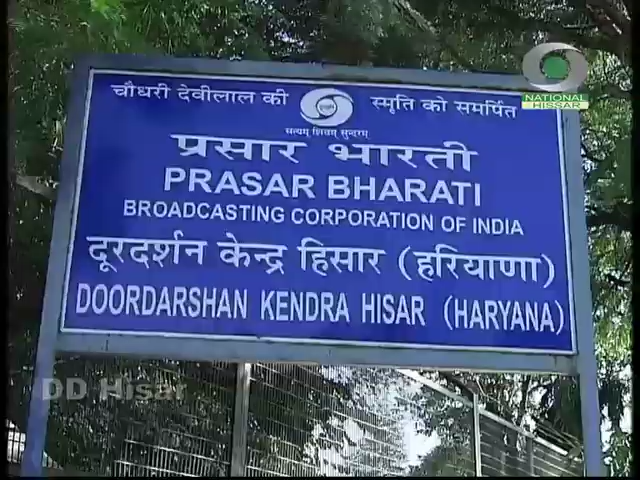 चौधरी देवीलाल की स्मृति को समर्पित
सत्यम् शिवम् सुन्दरम्
प्रसार भारती
PRASAR BHARATI
BROADCASTING CORPORATION OF INDIA
दूरदर्शन केन्द्र हिसार (हरियाणा)
DOORDARSHAN KENDRA HISAR (HARYANA)
NATIONAL
HISSAR
DD Hisar